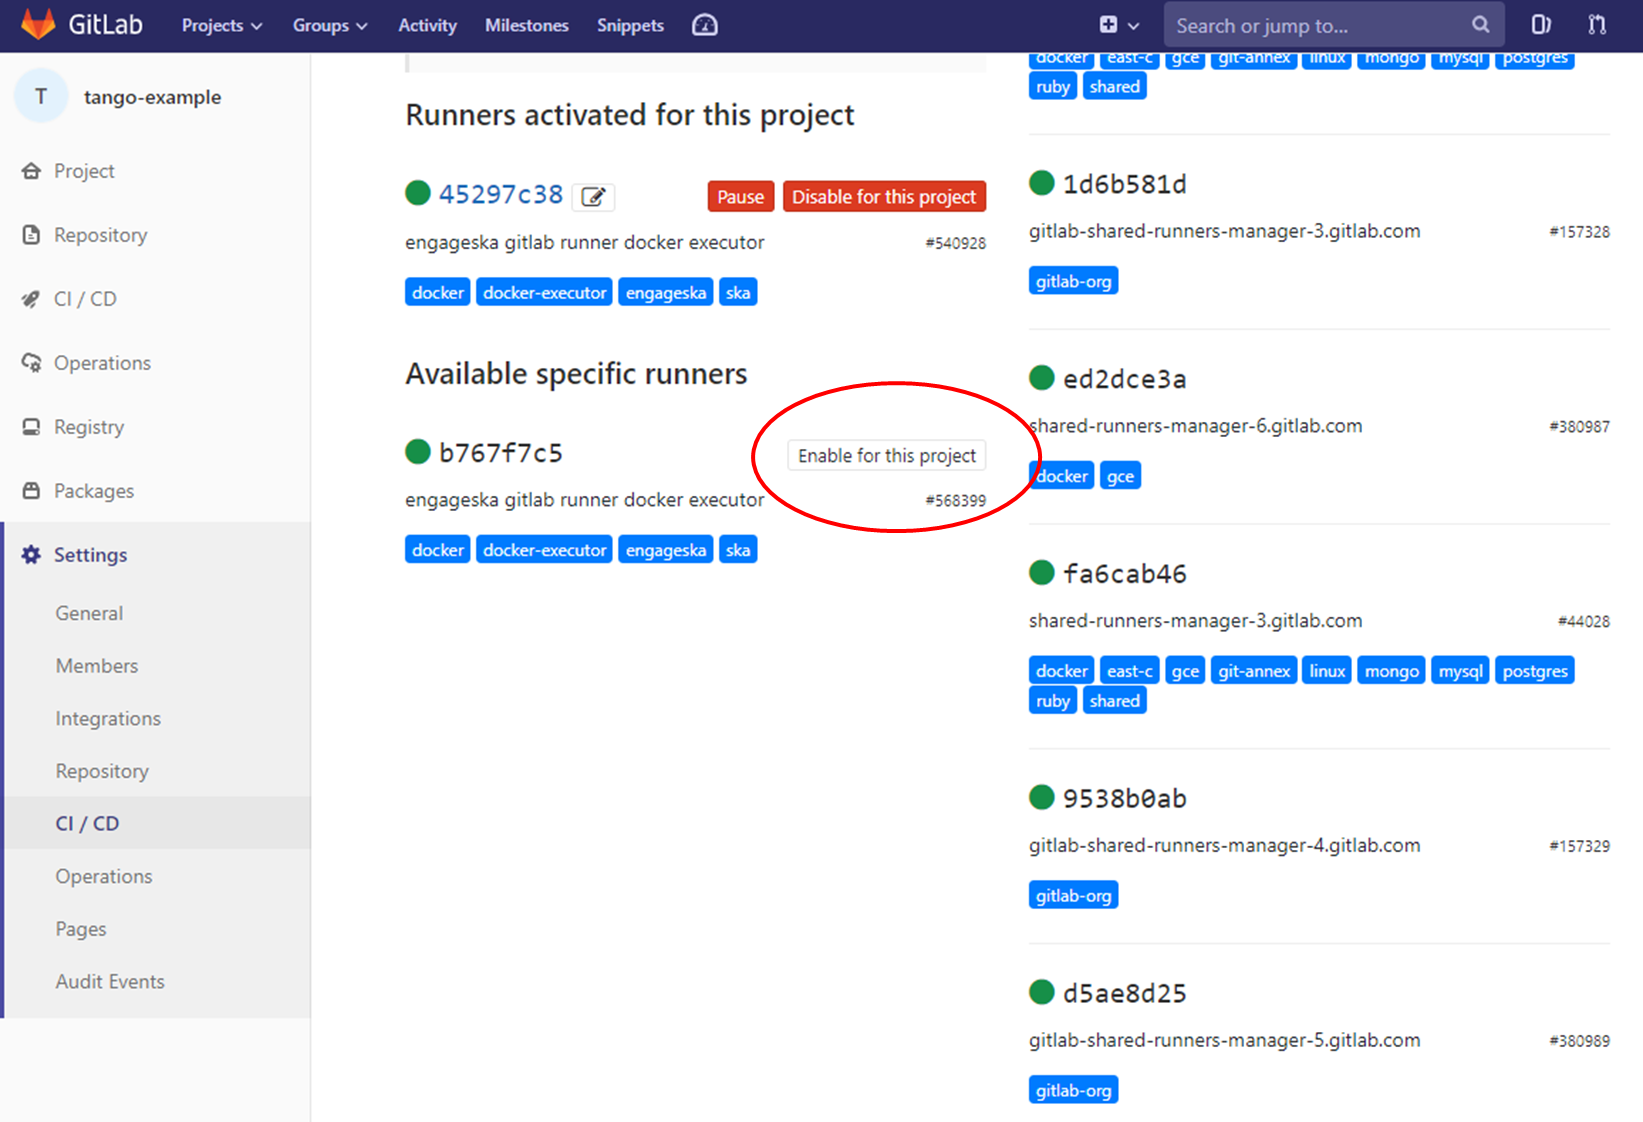 GitLab Projects Groups Activity Milestones Snippets Search or jump to...
T tango-example
Project
Repository
CI / CD
Operations
Registry
Packages
Settings
General
Members
Integrations
Repository
CI / CD
Operations
Pages
Audit Events
Runners activated for this project
45297c38 Pause Disable for this project
engageska gitlab runner docker executor #540928
docker docker-executor engageska ska
Available specific runners
b767f7c5 Enable for this project
engageska gitlab runner docker executor #568399
docker docker-executor engageska ska
docker east-c gce git-annex linux mongo mysql postgres
ruby shared
1d6b581d
gitlab-shared-runners-manager-3.gitlab.com #157328
gitlab-org
ed2dce3a
shared-runners-manager-6.gitlab.com #380987
docker gce
fa6cab46
shared-runners-manager-3.gitlab.com #44028
docker east-c gce git-annex linux mongo mysql postgres
ruby shared
9538b0ab
gitlab-shared-runners-manager-4.gitlab.com #157329
gitlab-org
d5ae8d25
gitlab-shared-runners-manager-5.gitlab.com #380989
gitlab-org